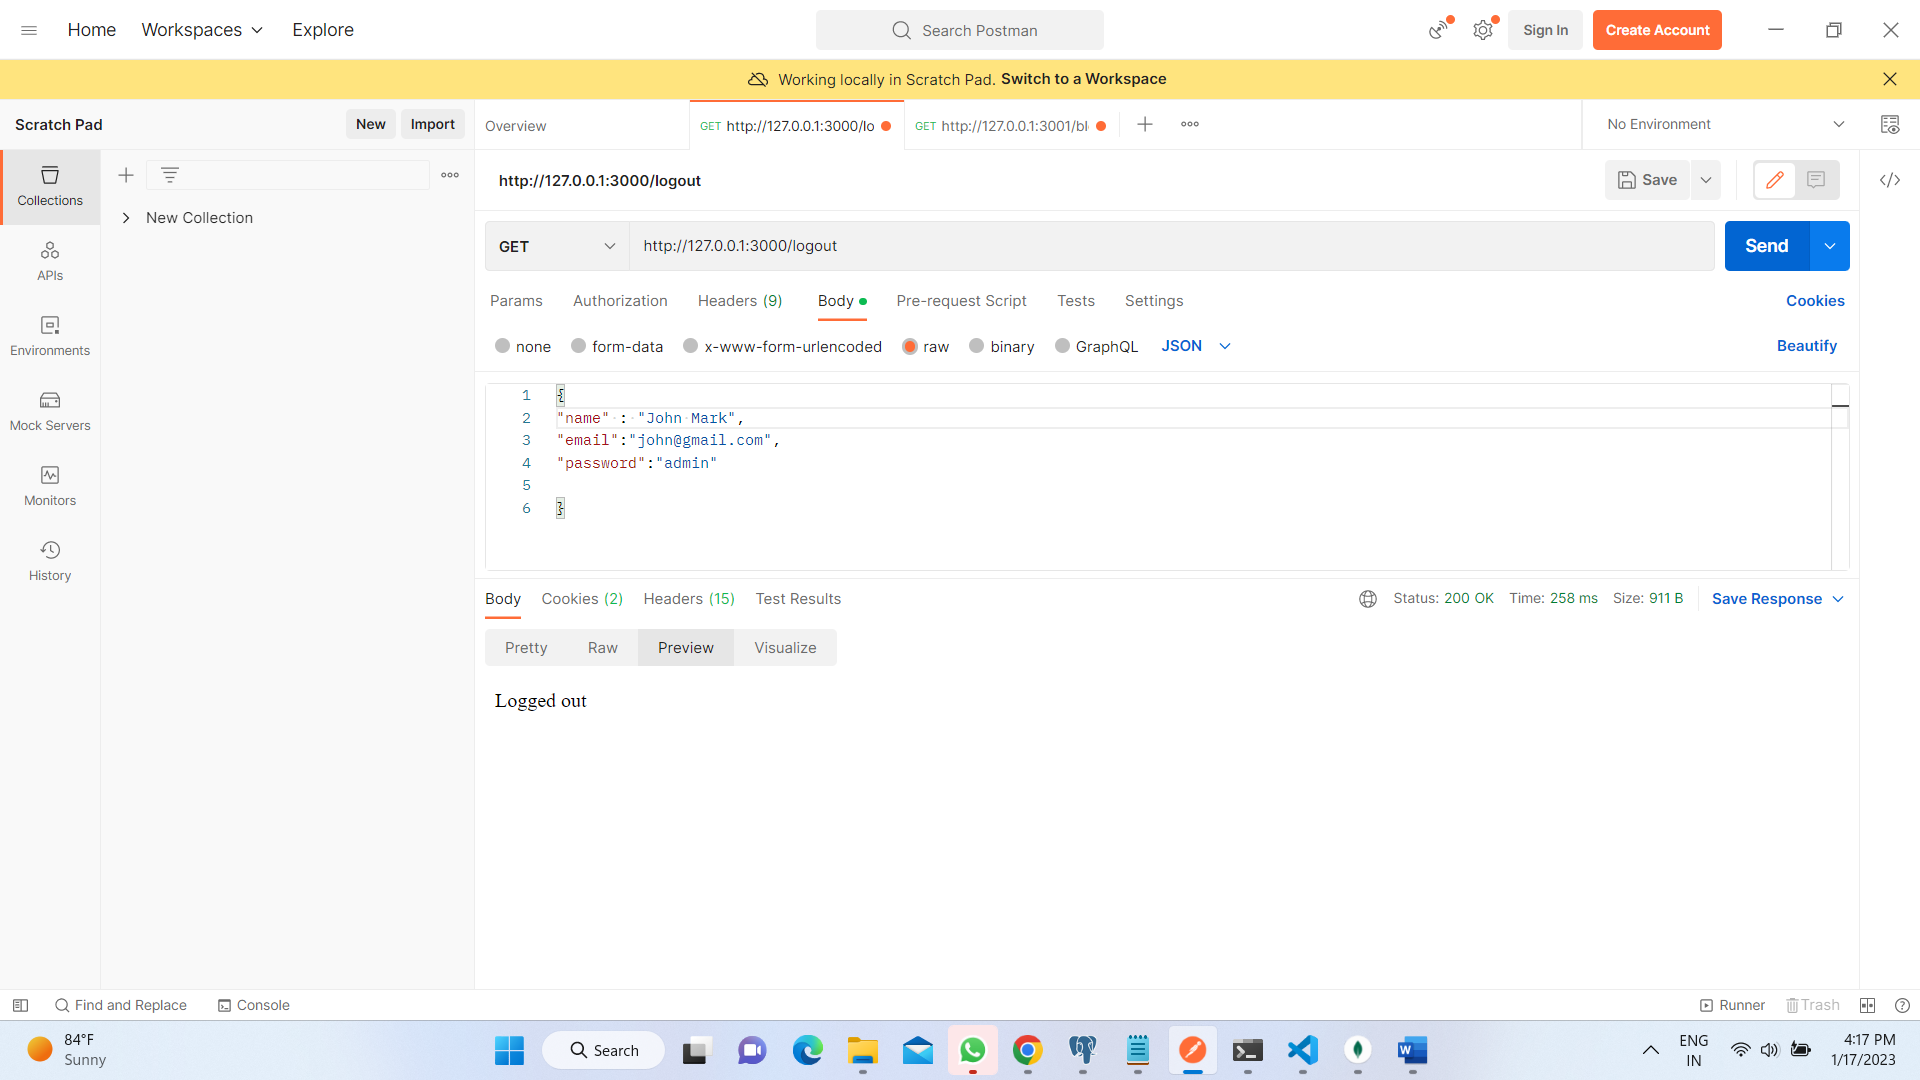 Home
Workspaces
Explore
Search Postman
Sign In
Create Account
Working locally in Scratch Pad. Switch to a Workspace
Scratch Pad
New
Import
Overview
GET http://127.0.0.1:3000/lo
GET http://127.0.0.1:3001/bl
No Environment
Collections
APIs
Environments
Mock Servers
Monitors
History
New Collection
http://127.0.0.1:3000/logout
Save
GET
http://127.0.0.1:3000/logout
Send
Params
Authorization
Headers (9)
Body
Pre-request Script
Tests
Settings
Cookies
none
form-data
x-www-form-urlencoded
raw
binary
GraphQL
JSON
Beautify
1 {
2 "name" : "John Mark",
3 "email":"john@gmail.com",
4 "password":"admin"
5
6 }
Body
Cookies (2)
Headers (15)
Test Results
Status: 200 OK
Time: 258 ms
Size: 911 B
Save Response
Pretty
Raw
Preview
Visualize
Logged out
Find and Replace
Console
Runner
Trash
84°F
Sunny
Search
ENG
IN
4:17 PM
1/17/2023